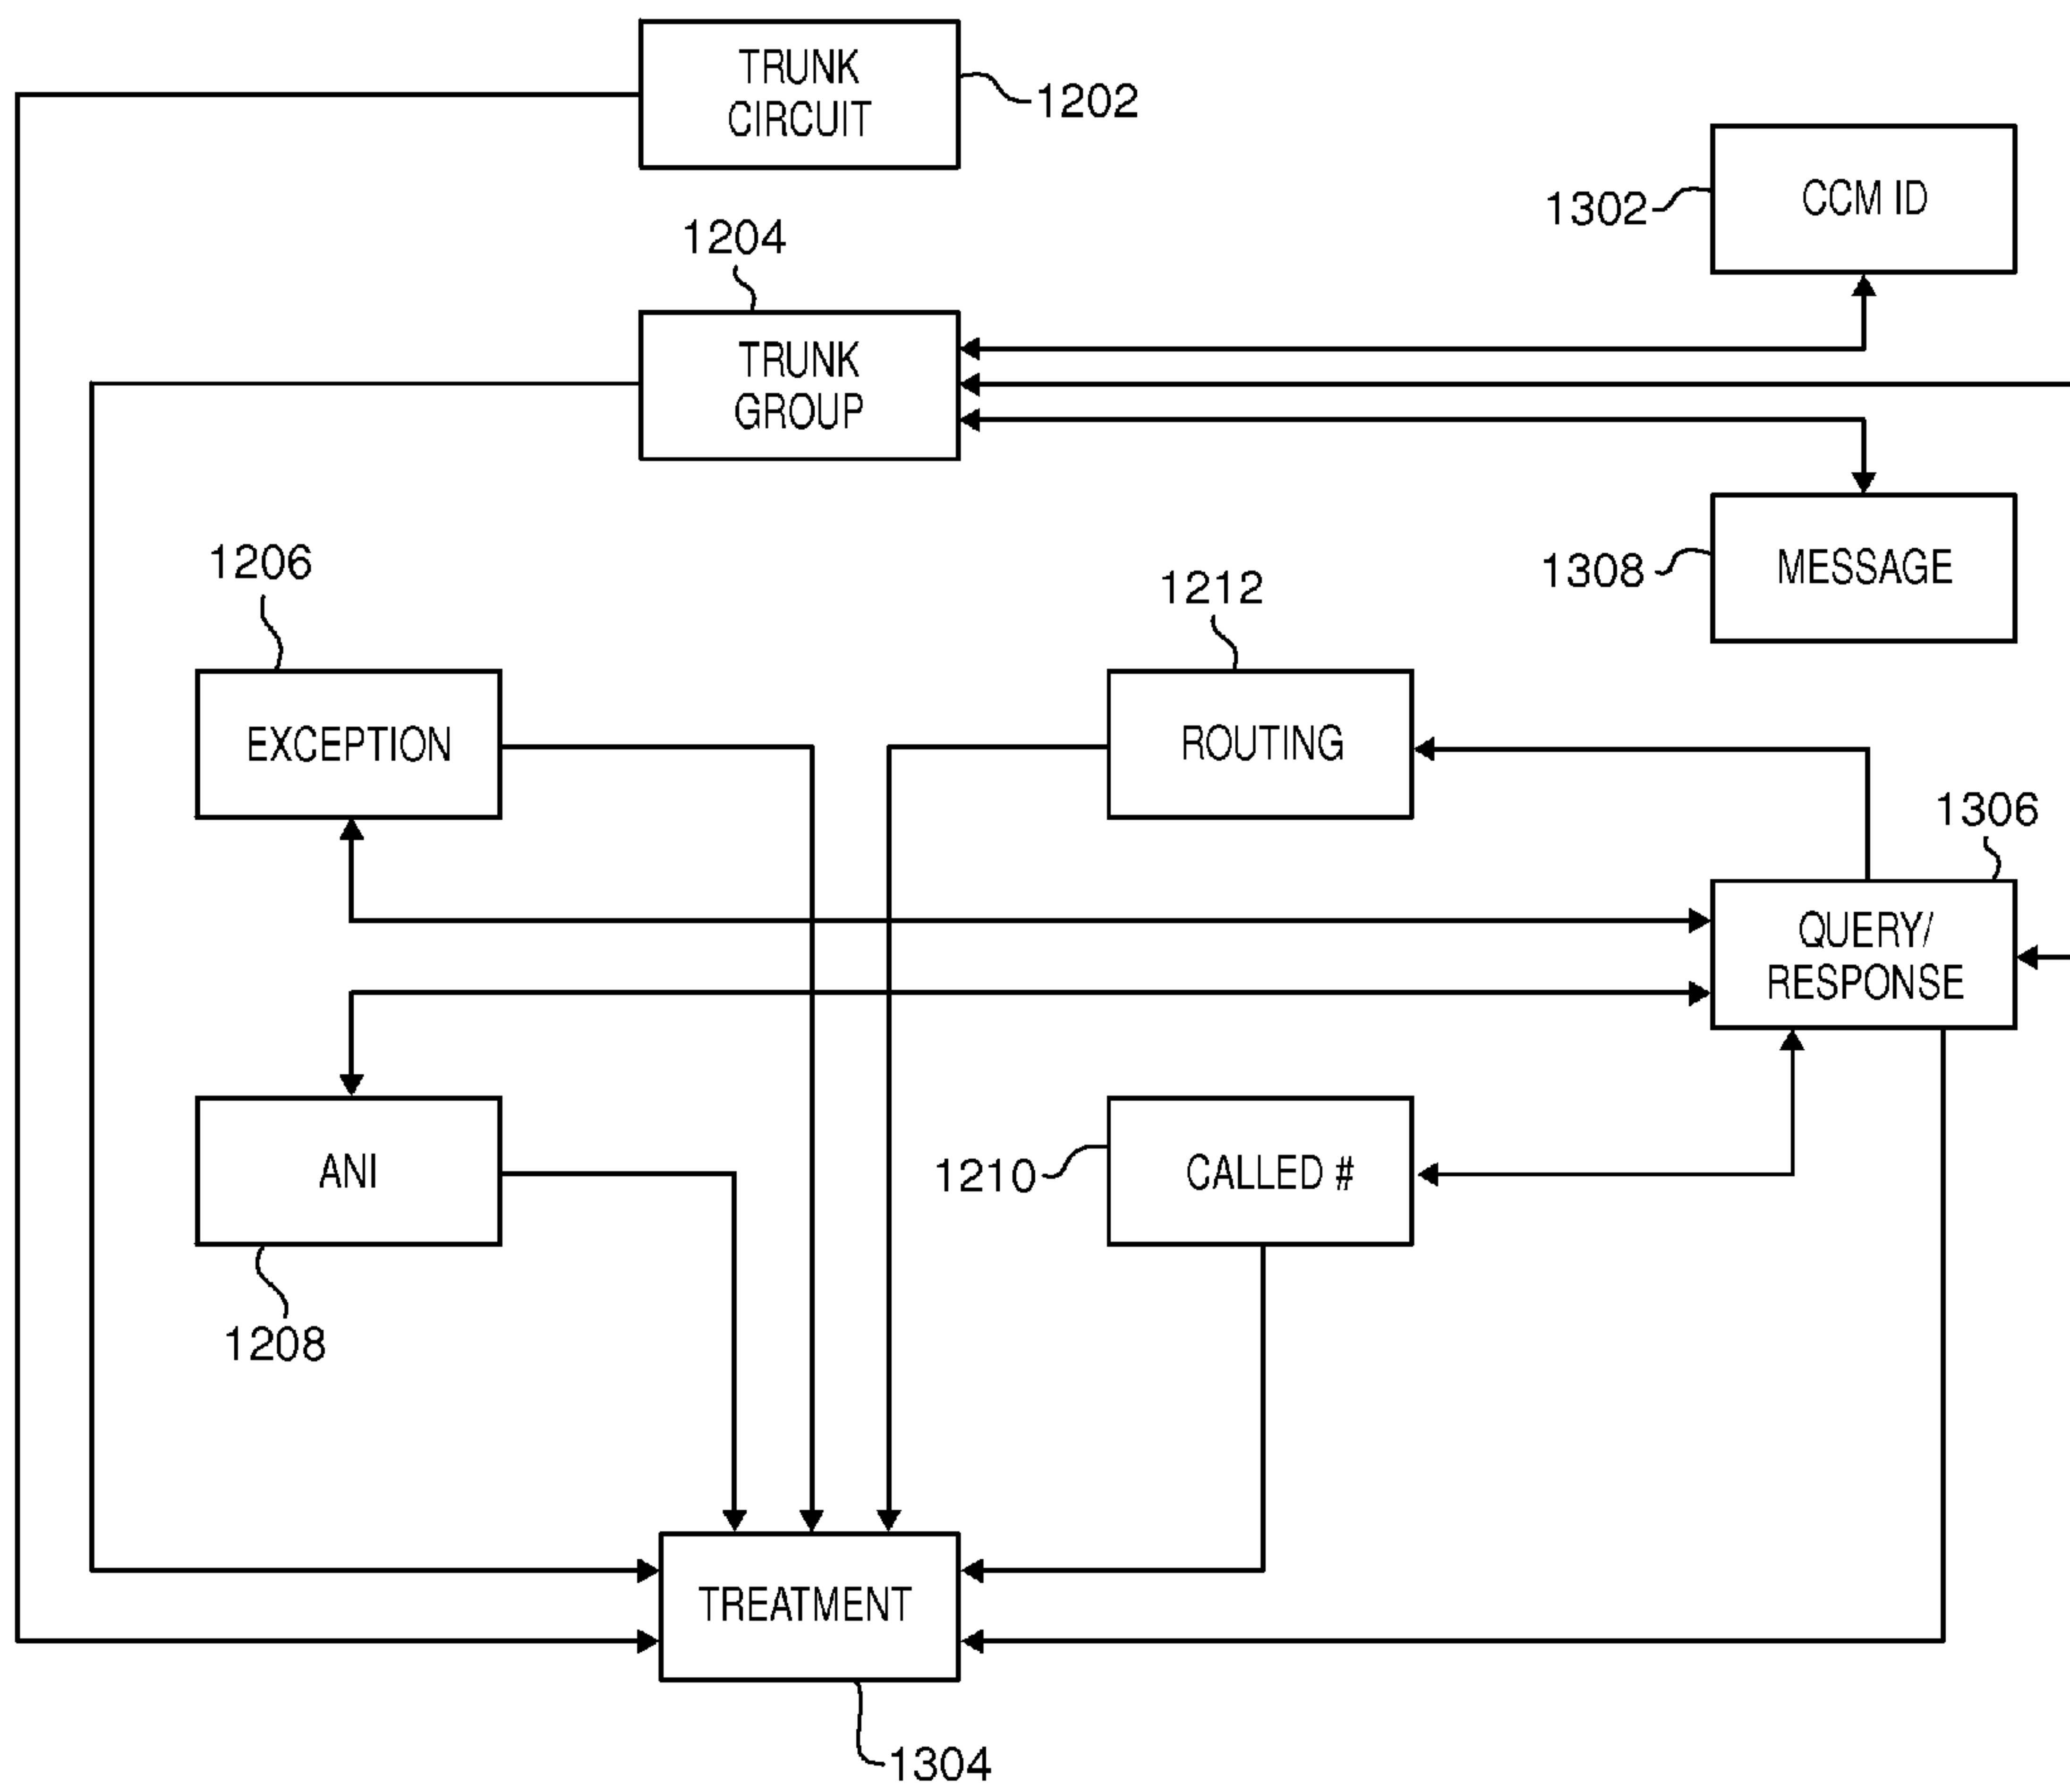 TRUNK
CIRCUIT
1202
CCM ID
1302
1204
TRUNK
GROUP
1308
MESSAGE
1206
1212
EXCEPTION
ROUTING
1306
QUERY/
RESPONSE
ANI
1210
CALLED #
1208
TREATMENT
1304